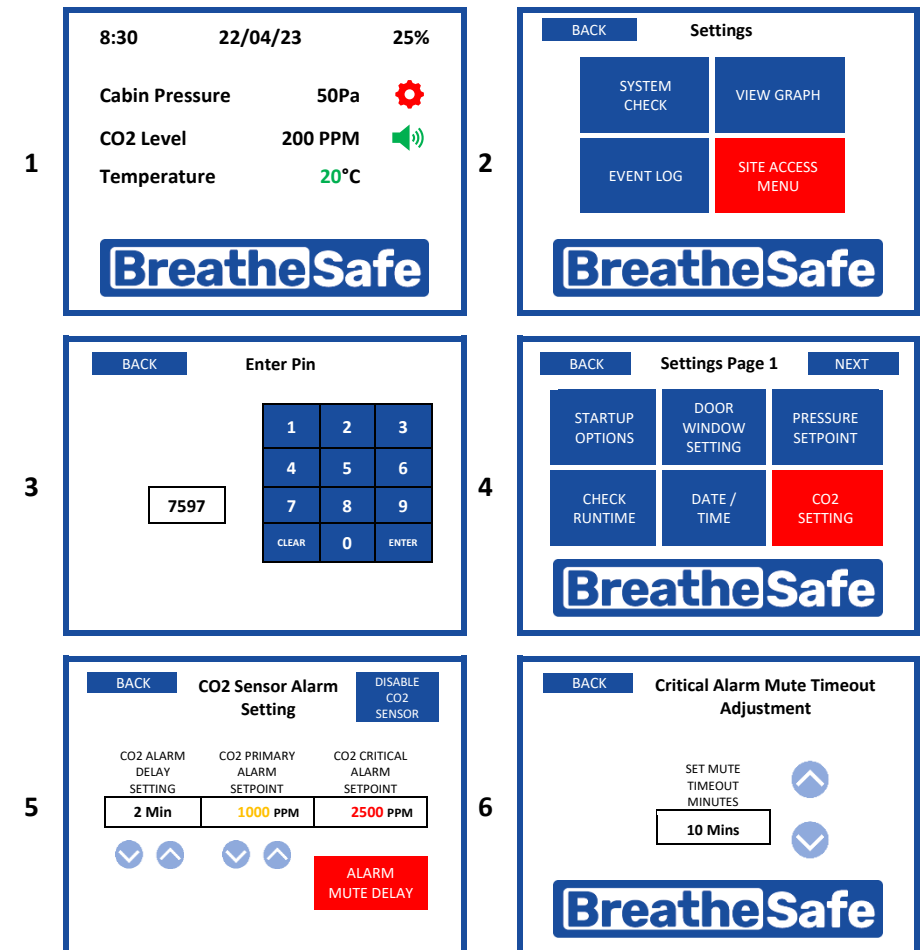 1
8:30 22/04/23 25%
Cabin Pressure 50Pa
CO2 Level 200 PPM
Temperature 20°C
BreatheSafe
2
BACK Settings
SYSTEM
CHECK
VIEW GRAPH
EVENT LOG
SITE ACCESS
MENU
BreatheSafe
3
BACK Enter Pin
7597
1 2 3
4 5 6
7 8 9
CLEAR 0 ENTER
4
BACK Settings Page 1 NEXT
STARTUP
OPTIONS
DOOR
WINDOW
SETTING
PRESSURE
SETPOINT
CHECK
RUNTIME
DATE /
TIME
CO2
SETTING
BreatheSafe
5
BACK
CO2 Sensor Alarm
Setting
DISABLE
CO2
SENSOR
CO2 ALARM
DELAY
SETTING
2 Min
CO2 PRIMARY
ALARM
SETPOINT
1000 PPM
CO2 CRITICAL
ALARM
SETPOINT
2500 PPM
ALARM
MUTE DELAY
6
BACK
Critical Alarm Mute Timeout
Adjustment
SET MUTE
TIMEOUT
MINUTES
10 Mins
BreatheSafe